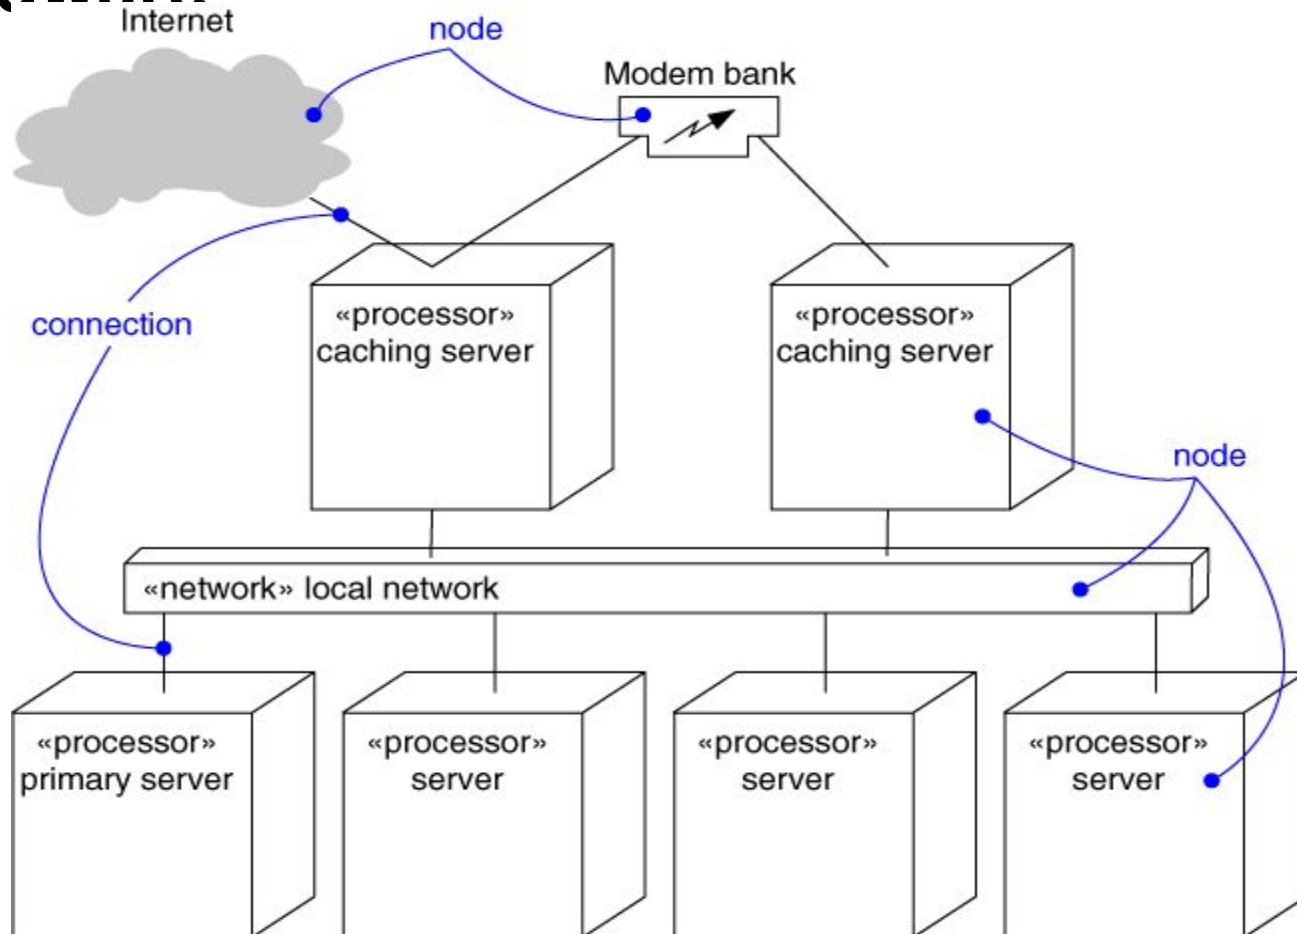 Internet
node
Modem bank
«processor»
caching server
«processor»
caching server
connection
node
«network» local network
«processor»
primary server
«processor»
server
«processor»
server
«processor»
server